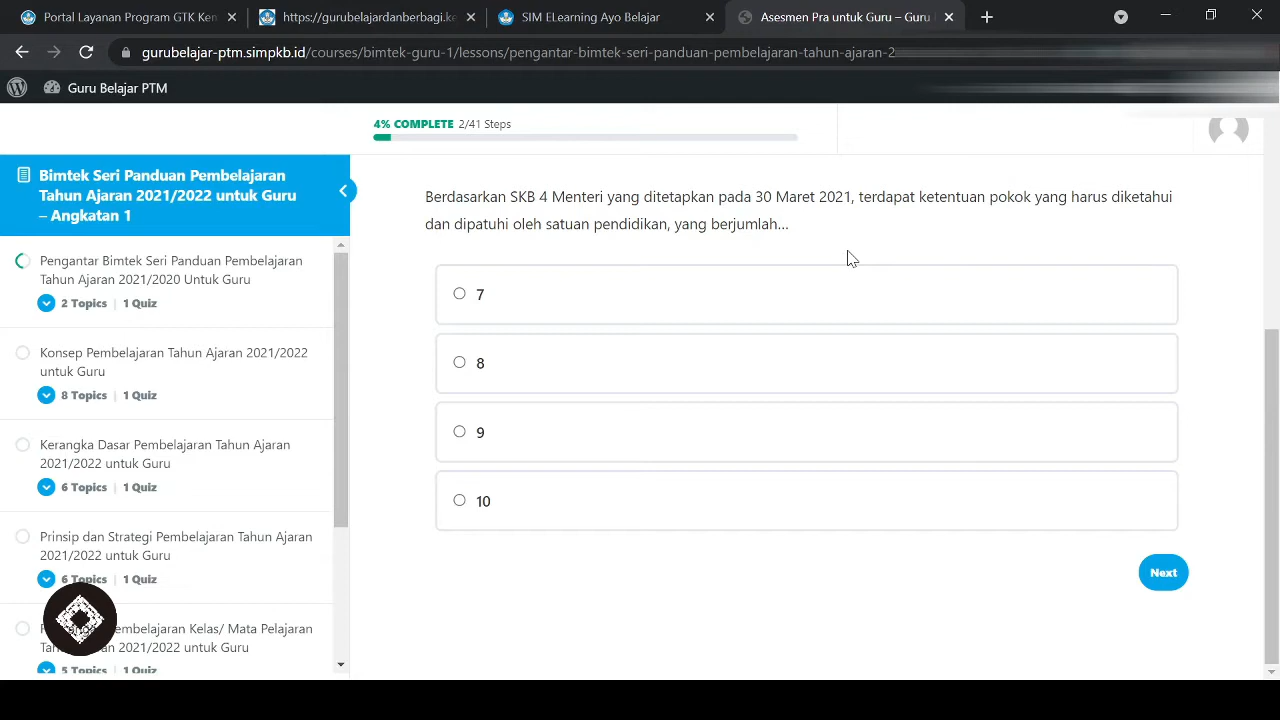 Portal Layanan Program GTK Ken
https://gurubelajardanberbagi.ke
SIM ELearning Ayo Belajar
Asesmen Pra untuk Guru – Guru
gurubelajar-ptm.simpkb.id/courses/bimtek-guru-1/lessons/pengantar-bimtek-seri-panduan-pembelajaran-tahun-ajaran-2
Guru Belajar PTM
4% COMPLETE 2/41 Steps
Bimtek Seri Panduan Pembelajaran
Tahun Ajaran 2021/2022 untuk Guru
– Angkatan 1
Pengantar Bimtek Seri Panduan Pembelajaran
Tahun Ajaran 2021/2020 Untuk Guru
2 Topics | 1 Quiz
Konsep Pembelajaran Tahun Ajaran 2021/2022
untuk Guru
8 Topics | 1 Quiz
Kerangka Dasar Pembelajaran Tahun Ajaran
2021/2022 untuk Guru
6 Topics | 1 Quiz
Prinsip dan Strategi Pembelajaran Tahun Ajaran
2021/2022 untuk Guru
6 Topics | 1 Quiz
Pembelajaran Kelas/ Mata Pelajaran
2021/2022 untuk Guru
5 Topics | 1 Quiz
Berdasarkan SKB 4 Menteri yang ditetapkan pada 30 Maret 2021, terdapat ketentuan pokok yang harus diketahui
dan dipatuhi oleh satuan pendidikan, yang berjumlah...
7
8
9
10
Next